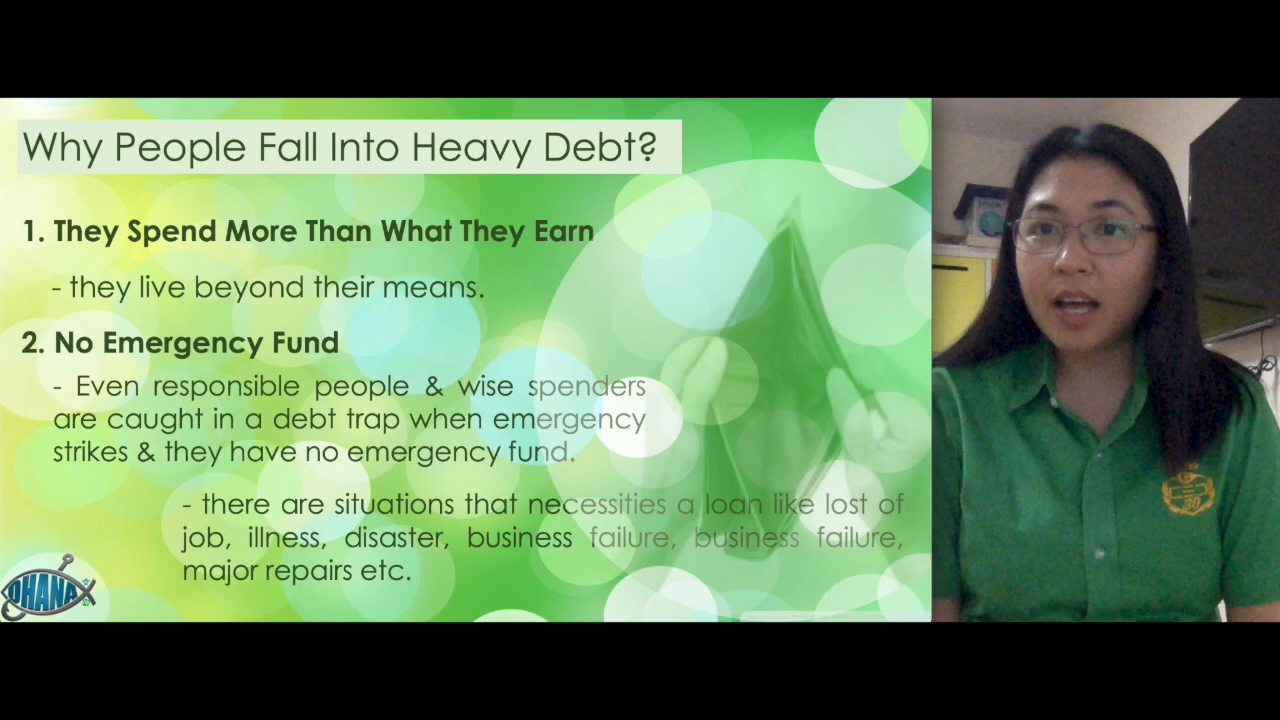 Why People Fall Into Heavy Debt?
1. They Spend More Than What They Earn
- they live beyond their means.
2. No Emergency Fund
- Even responsible people & wise spenders
are caught in a debt trap when emergency
strikes & they have no emergency fund.
- there are situations that necessities a loan like lost of
job, illness, disaster, business failure, business failure,
major repairs etc.
OHANA
30